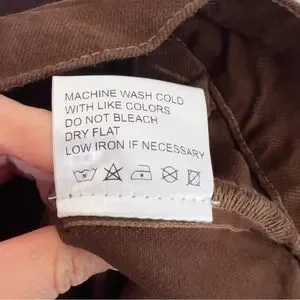 MACHINE WASH COLD
WITH LIKE COLORS
DO NOT BLEACH
DRY FLAT
LOW IRON IF NECESSARY